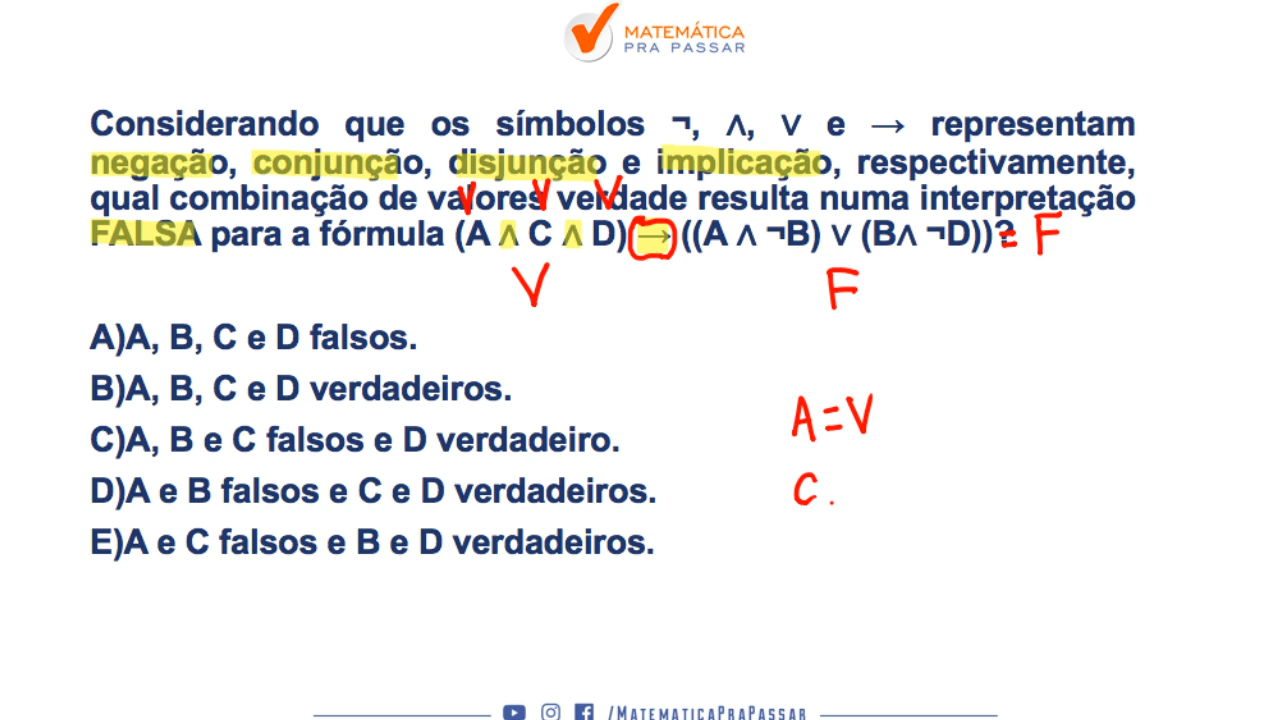 MATEMÁTICA
PRA PASSAR
Considerando que os símbolos ¬, ∧, ∨ e → representam
negação, conjunção, disjunção e implicação, respectivamente,
qual combinação de valores verdade resulta numa interpretação
V V V
FALSA para a fórmula (A ∧ C ∧ D) → ((A ∧ ¬B) ∨ (B∧ ¬D))? = F
V F
A)A, B, C e D falsos.
B)A, B, C e D verdadeiros.
A=V
C)A, B e C falsos e D verdadeiro.
D)A e B falsos e C e D verdadeiros.
C .
E)A e C falsos e B e D verdadeiros.
/MATEMATICAPRAPASSAR